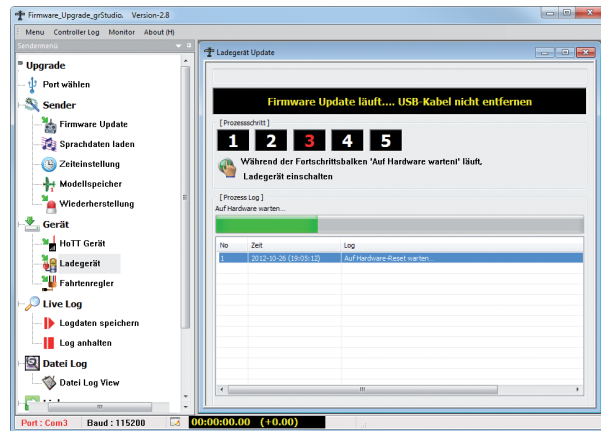 Firmware_Upgrade_grStudio. Version-2.8
Menu Controller Log Monitor About (H)
Sendermenü
Upgrade
Port wählen
Sender
Firmware Update
Sprachdaten laden
Zeiteinstellung
Modellspeicher
Wiederherstellung
Gerät
HoTT Gerät
Ladegerät
Fahrtenregler
Live Log
Logdaten speichern
Log anhalten
Datei Log
Datei Log View
Ladegerät Update
Firmware Update läuft.... USB-Kabel nicht entfernen
[ Prozessschritt ]
1 2 3 4 5
Während der Fortschrittsbalken 'Auf Hardware warten!' läuft,
Ladegerät einschalten
[ Prozess Log ]
Auf Hardware warten...
No Zeit Log
1 2012-10-26 (19:05:12) Auf Hardware-Reset warten...
Port : Com3 Baud : 115200 00:00:00.00 (+0.00)